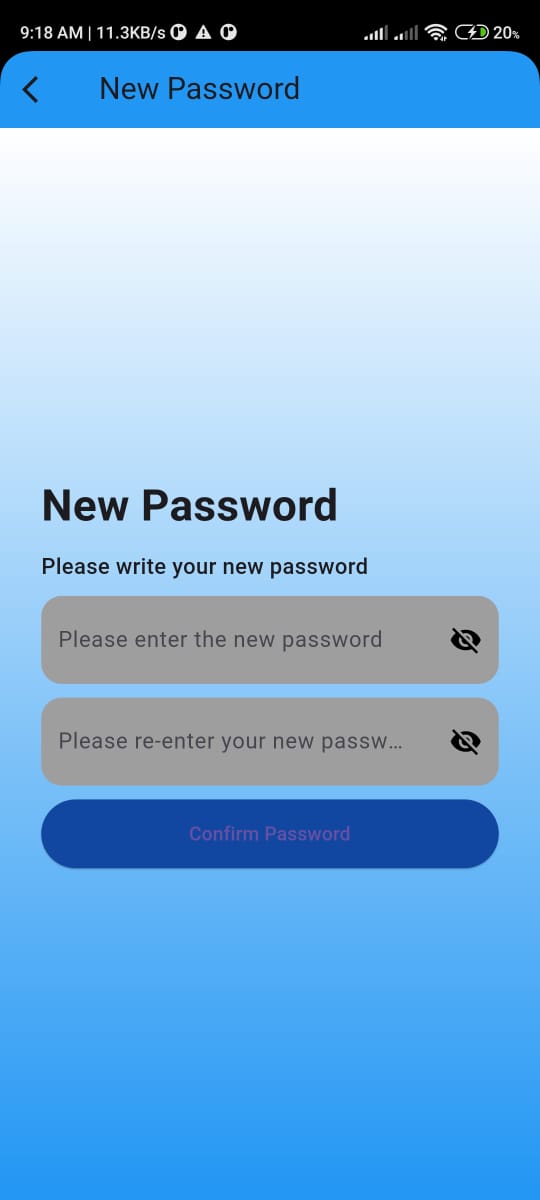 9:18 AM | 11.3KB/s 20%
New Password
New Password
Please write your new password
Please enter the new password
Please re-enter your new passw...
Confirm Password